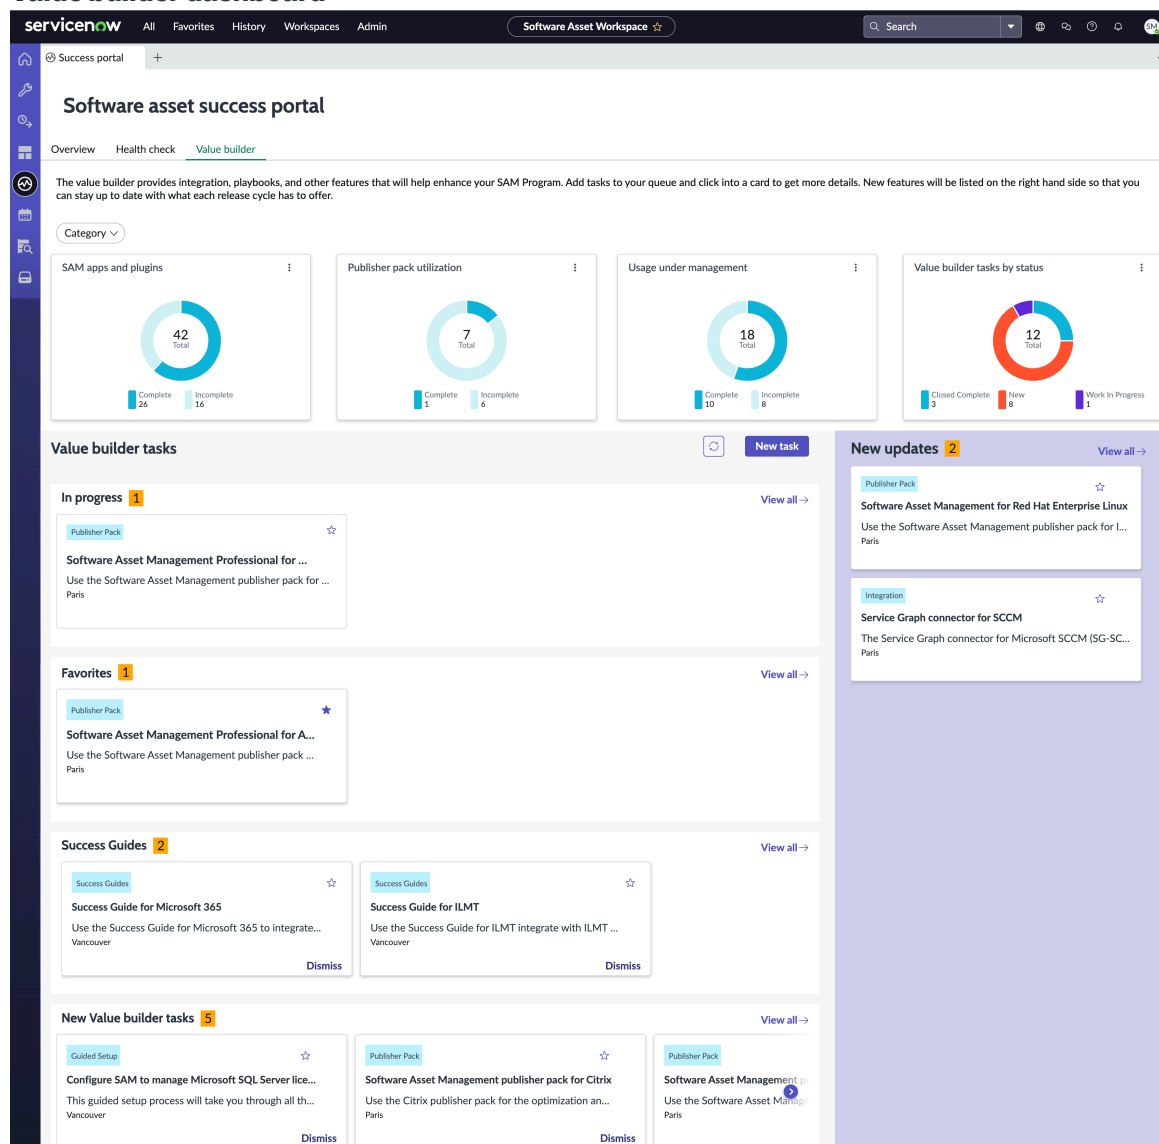 servicenow All Favorites History Workspaces Admin Software Asset Workspace Search SM
Success portal
Software asset success portal
Overview Health check Value builder
The value builder provides integration, playbooks, and other features that will help enhance your SAM Program. Add tasks to your queue and click into a card to get more details. New features will be listed on the right hand side so that you
can stay up to date with what each release cycle has to offer.
Category
SAM apps and plugins
42
Total
Complete
26
Incomplete
16
Publisher pack utilization
7
Total
Complete
1
Incomplete
6
Usage under management
18
Total
Complete
10
Incomplete
8
Value builder tasks by status
12
Total
Closed Complete
3
New
8
Work In Progress
1
Value builder tasks
New task
In progress 1
View all
Publisher Pack
Software Asset Management Professional for ...
Use the Software Asset Management publisher pack for ...
Paris
Favorites 1
View all
Publisher Pack
Software Asset Management Professional for A...
Use the Software Asset Management publisher pack ...
Paris
Success Guides 2
View all
Success Guides
Success Guide for Microsoft 365
Use the Success Guide for Microsoft 365 to integrate...
Vancouver
Dismiss
Success Guides
Success Guide for ILMT
Use the Success Guide for ILMT integrate with ILMT ...
Vancouver
Dismiss
New Value builder tasks 5
View all
Guided Setup
Configure SAM to manage Microsoft SQL Server lice...
This guided setup process will take you through all th...
Vancouver
Dismiss
Publisher Pack
Software Asset Management publisher pack for Citrix
Use the Citrix publisher pack for the optimization an...
Paris
Dismiss
Publisher Pack
Software Asset Management p
Use the Software Asset Manage
Paris
New updates 2
View all
Publisher Pack
Software Asset Management for Red Hat Enterprise Linux
Use the Software Asset Management publisher pack for I...
Paris
Integration
Service Graph connector for SCCM
The Service Graph connector for Microsoft SCCM (SG-SC...
Paris